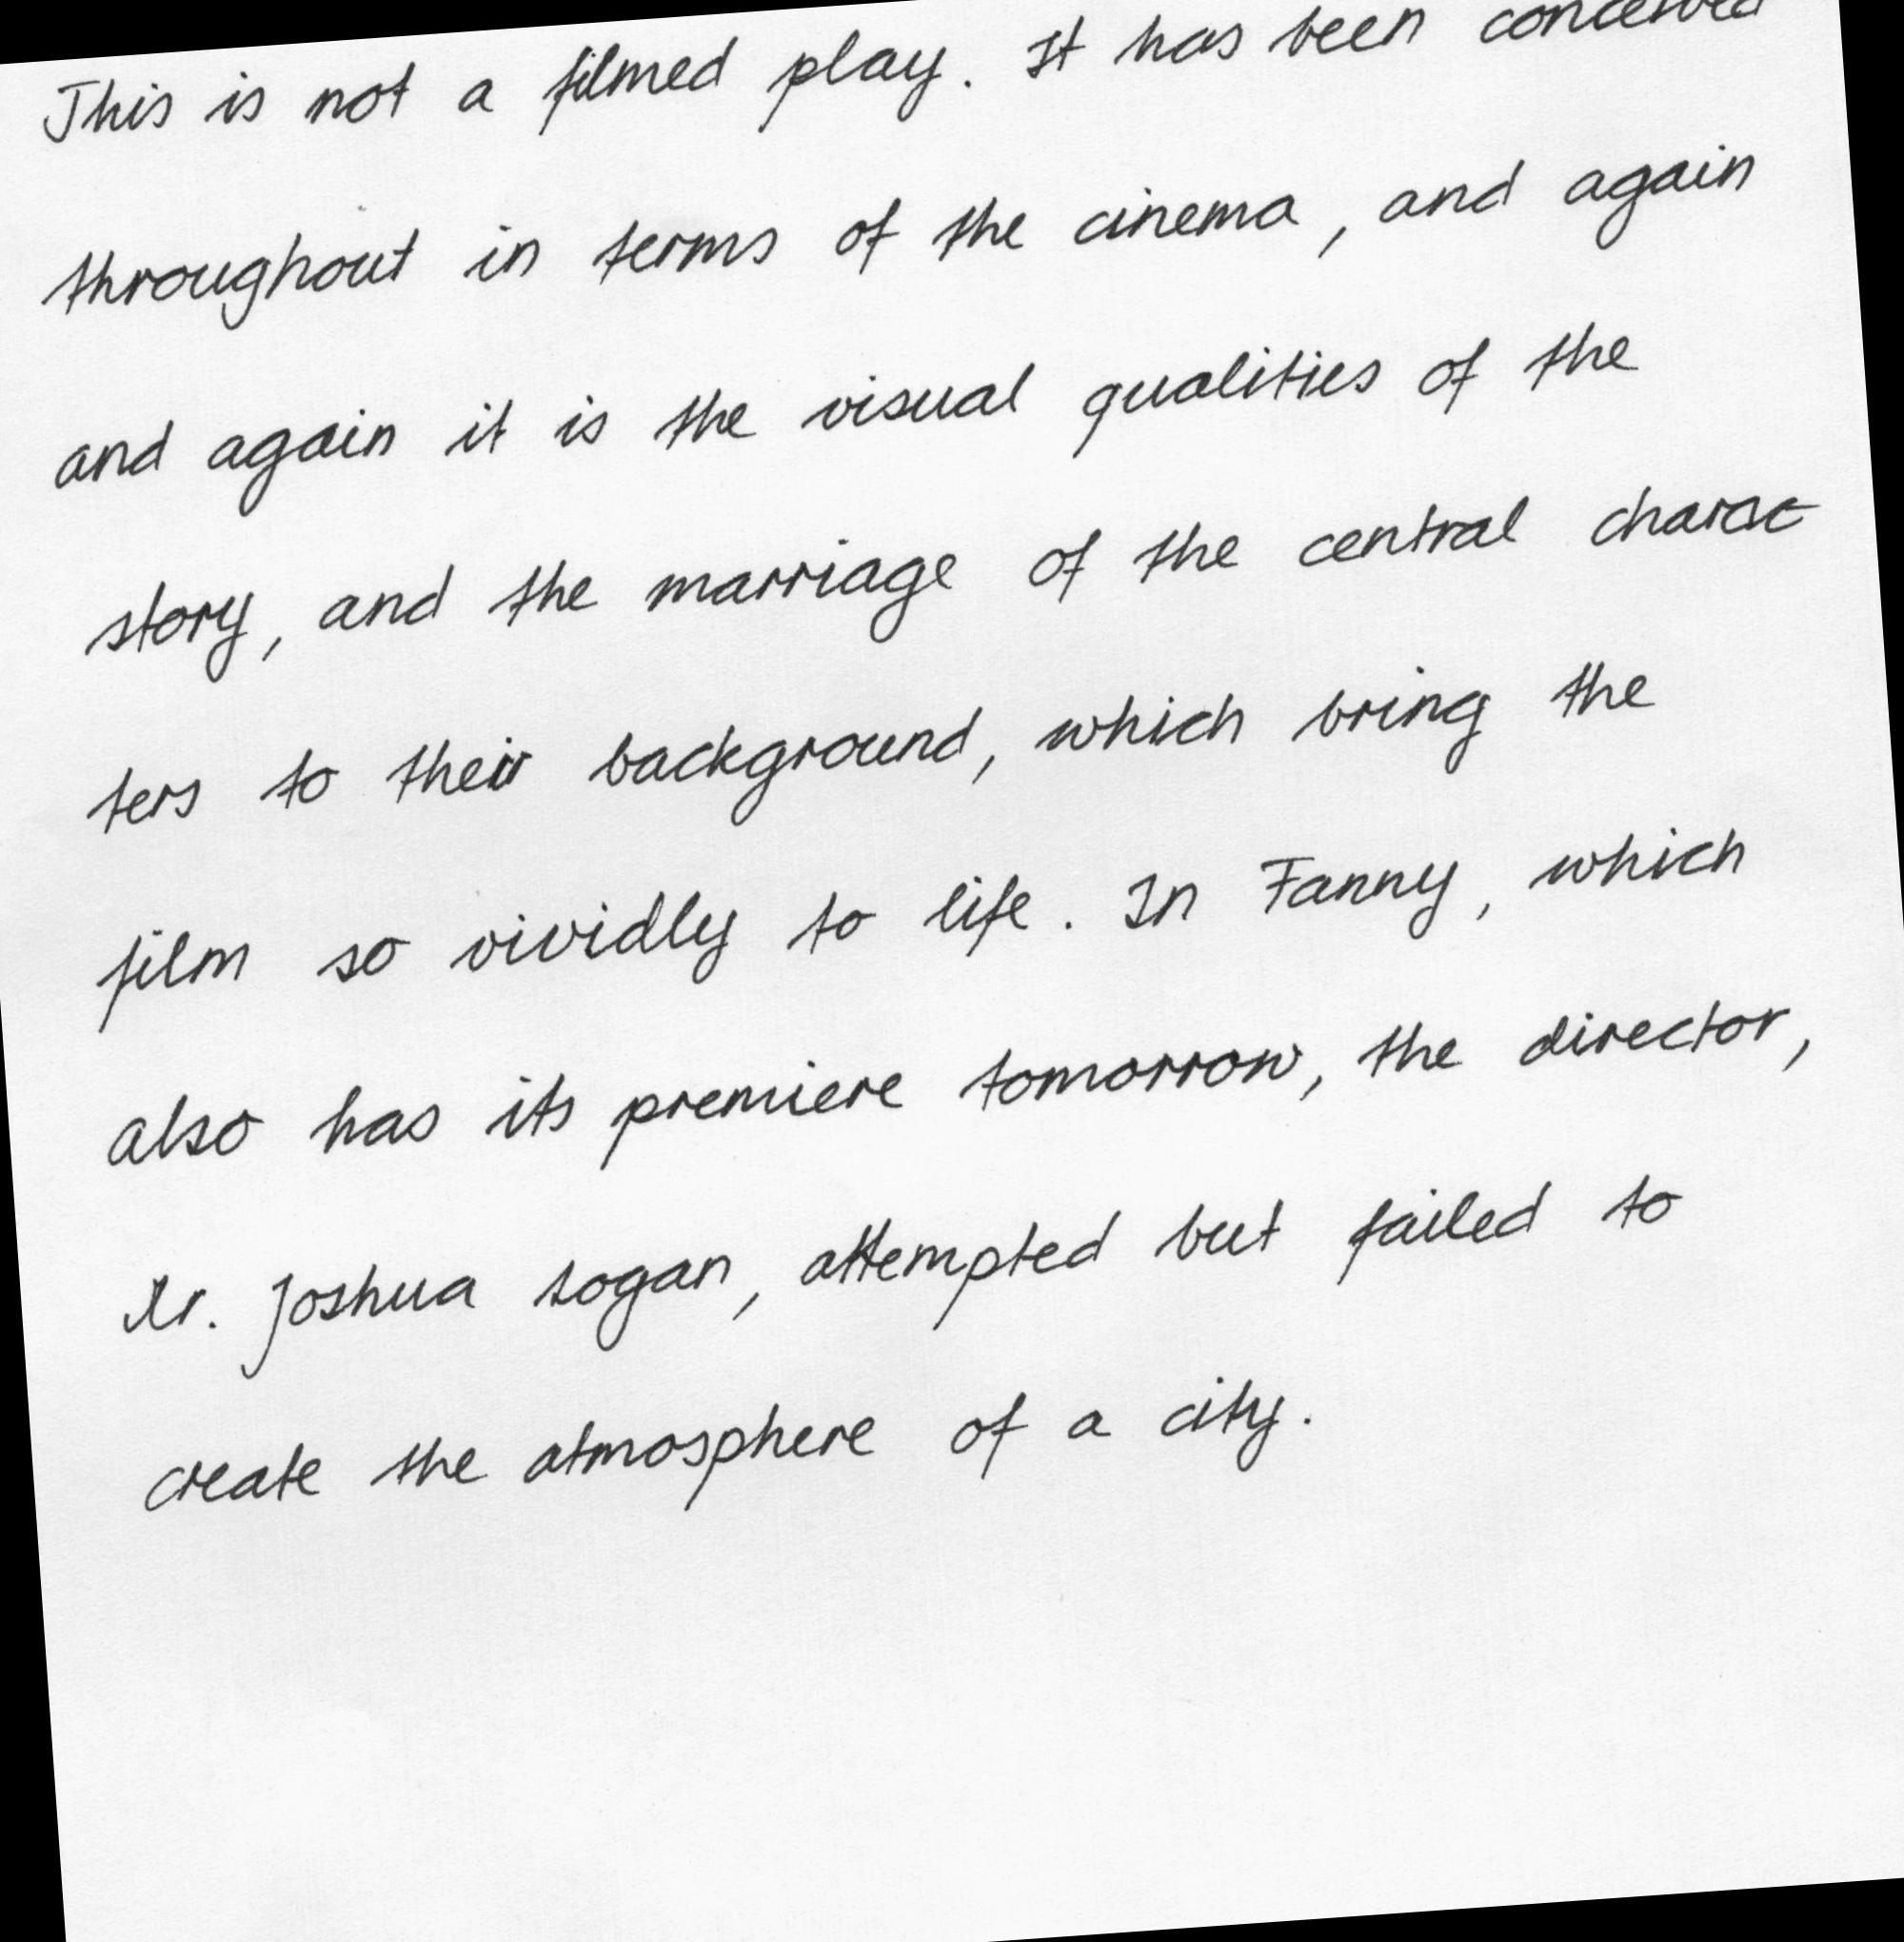 This is not a filmed play. It has been conceived
throughout in terms of the cinema, and again
and again it is the visual qualities of the
story, and the marriage of the central charac
ters to their background, which bring the
film so vividly to life. In Fanny, which
also has its premiere tomorrow, the director,
Mr. Joshua Logan, attempted but failed to
create the atmosphere of a city.